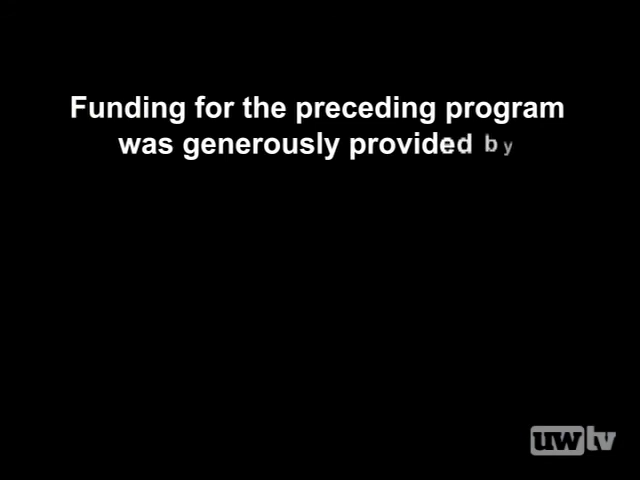 Funding for the preceding program
was generously provided by
uwtv